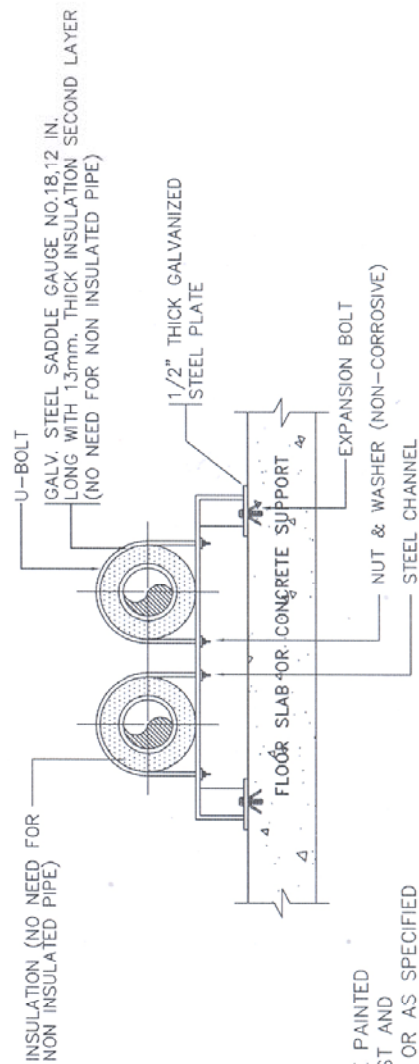 U-BOLT
GALV. STEEL SADDLE GAUGE NO.18,12 IN.
LONG WITH 13mm. THICK INSULATION SECOND LAYER
(NO NEED FOR NON INSULATED PIPE)
1/2" THICK GALVANIZED
STEEL PLATE
EXPANSION BOLT
NUT & WASHER (NON-CORROSIVE)
STEEL CHANNEL
FLOOR SLAB OR CONCRETE SUPPORT
INSULATION (NO NEED FOR
NON INSULATED PIPE)
PAINTED
ST AND
OR AS SPECIFIED